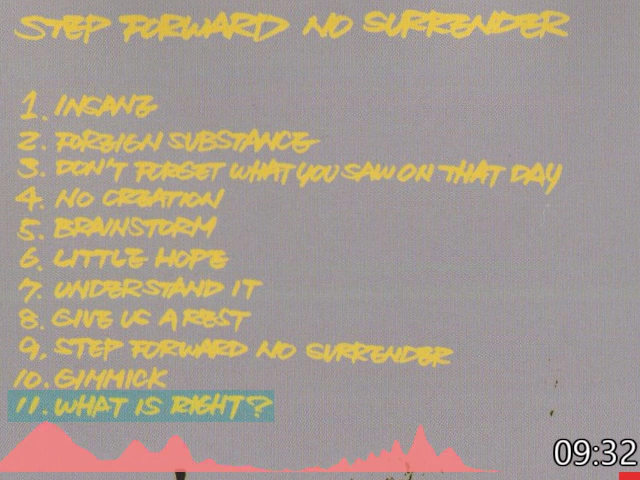 STEP FORWARD NO SURRENDER
1. INSANE
2. FOREIGN SUBSTANCE
3. DON'T FORGET WHAT YOU SAW ON THAT DAY
4. NO CREATION
5. BRAINSTORM
6. LITTLE HOPE
7. UNDERSTAND IT
8. GIVE US A REST
9. STEP FORWARD NO SURRENDER
10. GIMMICK
11. WHAT IS RIGHT?
09:32